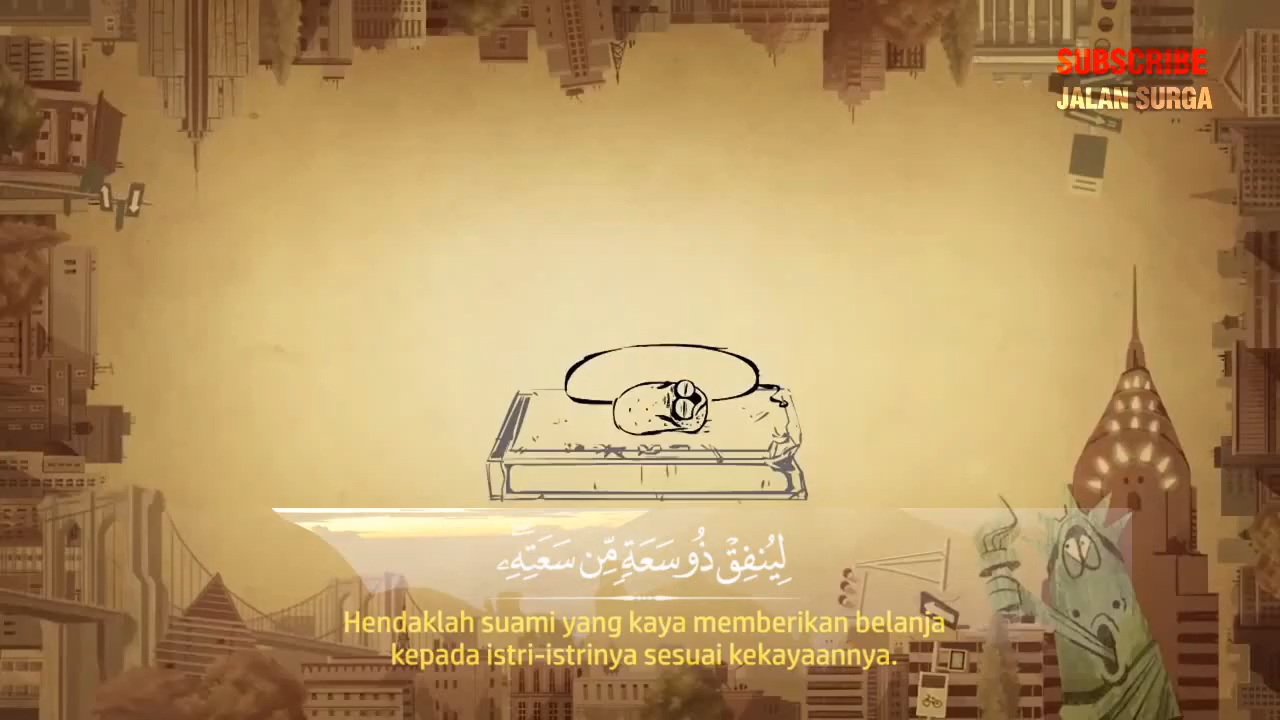 SUBSCRIBE
JALAN SURGA
لِيُنفِقْ ذُو سَعَةٍ مِّن سَعَتِهِۦ
Hendaklah suami yang kaya memberikan belanja
kepada istri-istrinya sesuai kekayaannya.